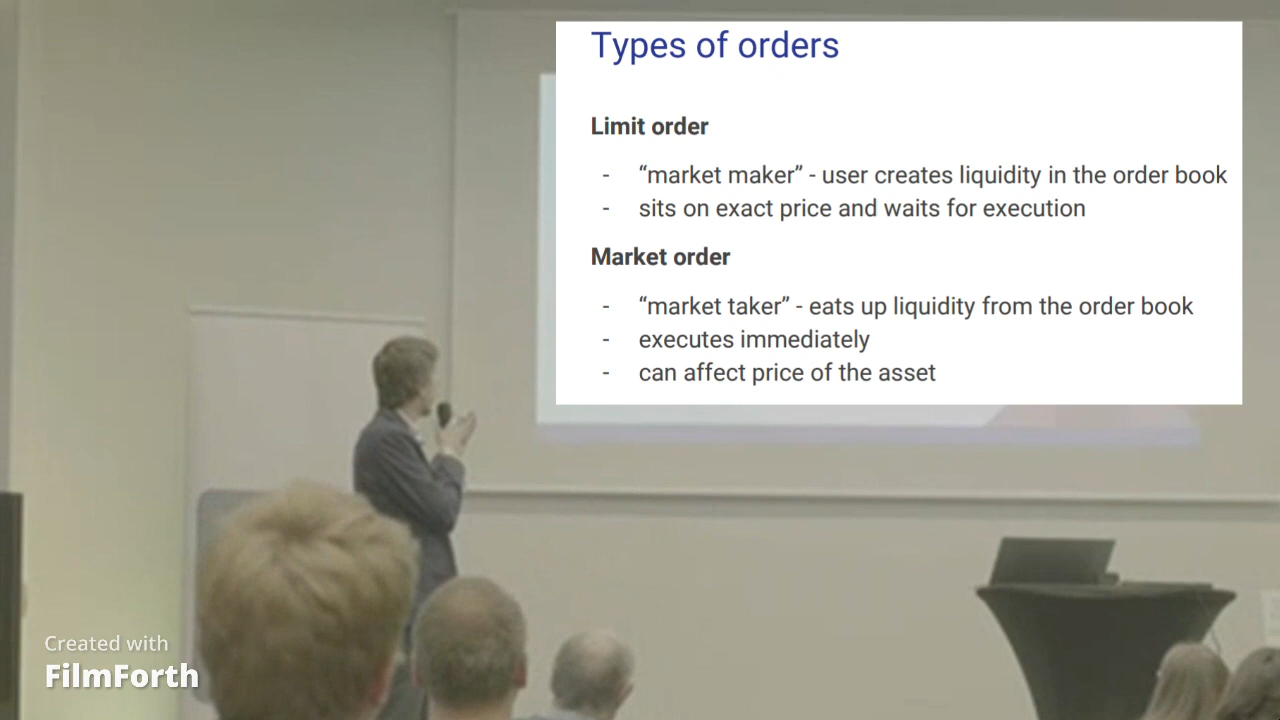 Types of orders
Limit order
- “market maker” - user creates liquidity in the order book
- sits on exact price and waits for execution
Market order
- “market taker” - eats up liquidity from the order book
- executes immediately
- can affect price of the asset
Created with
FilmForth